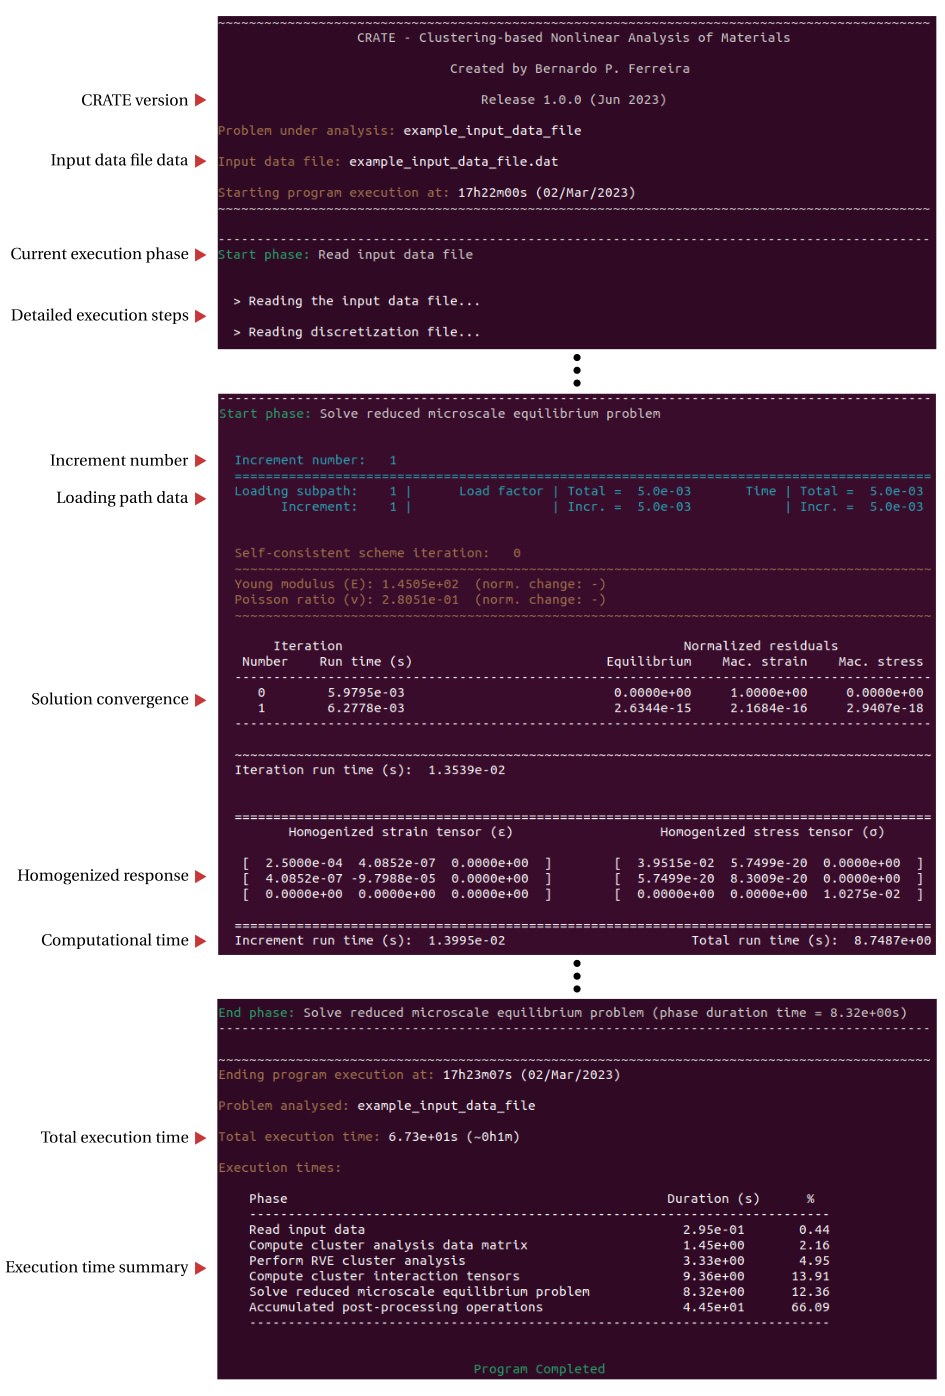 CRATE - Clustering-based Nonlinear Analysis of Materials
Created by Bernardo P. Ferreira
CRATE version
Release 1.0.0 (Jun 2023)
Problem under analysis: example_input_data_file
Input data file data
Input data file: example_input_data_file.dat
Starting program execution at: 17h22m00s (02/Mar/2023)
Current execution phase
Start phase: Read input data file
> Reading the input data file...
Detailed execution steps
> Reading discretization file...
Start phase: Solve reduced microscale equilibrium problem
Increment number
Increment number: 1
Loading path data
Loading subpath: 1 | Load factor | Total = 5.0e-03 Time | Total = 5.0e-03
Increment: 1 | | Incr. = 5.0e-03 | Incr. = 5.0e-03
Self-consistent scheme iteration: 0
Young modulus (E): 1.4505e+02 (norm. change: -)
Poisson ratio (ν): 2.8051e-01 (norm. change: -)
Iteration Normalized residuals
Number Run time (s) Equilibrium Mac. strain Mac. stress
Solution convergence
0 5.9795e-03 0.0000e+00 1.0000e+00 0.0000e+00
1 6.2778e-03 2.6344e-15 2.1684e-16 2.9407e-18
Iteration run time (s): 1.3539e-02
Homogenized strain tensor (ε) Homogenized stress tensor (σ)
Homogenized response
[ 2.5000e-04 4.0852e-07 0.0000e+00 ] [ 3.9515e-02 5.7499e-20 0.0000e+00 ]
[ 4.0852e-07 -9.7988e-05 0.0000e+00 ] [ 5.7499e-20 8.3009e-20 0.0000e+00 ]
[ 0.0000e+00 0.0000e+00 0.0000e+00 ] [ 0.0000e+00 0.0000e+00 1.0275e-02 ]
Computational time
Increment run time (s): 1.3995e-02 Total run time (s): 8.7487e+00
End phase: Solve reduced microscale equilibrium problem (phase duration time = 8.32e+00s)
Ending program execution at: 17h23m07s (02/Mar/2023)
Problem analysed: example_input_data_file
Total execution time
Total execution time: 6.73e+01s (~0h1m)
Execution times:
Phase Duration (s) %
Read input data 2.95e-01 0.44
Compute cluster analysis data matrix 1.45e+00 2.16
Perform RVE cluster analysis 3.33e+00 4.95
Execution time summary
Compute cluster interaction tensors 9.36e+00 13.91
Solve reduced microscale equilibrium problem 8.32e+00 12.36
Accumulated post-processing operations 4.45e+01 66.09
Program Completed